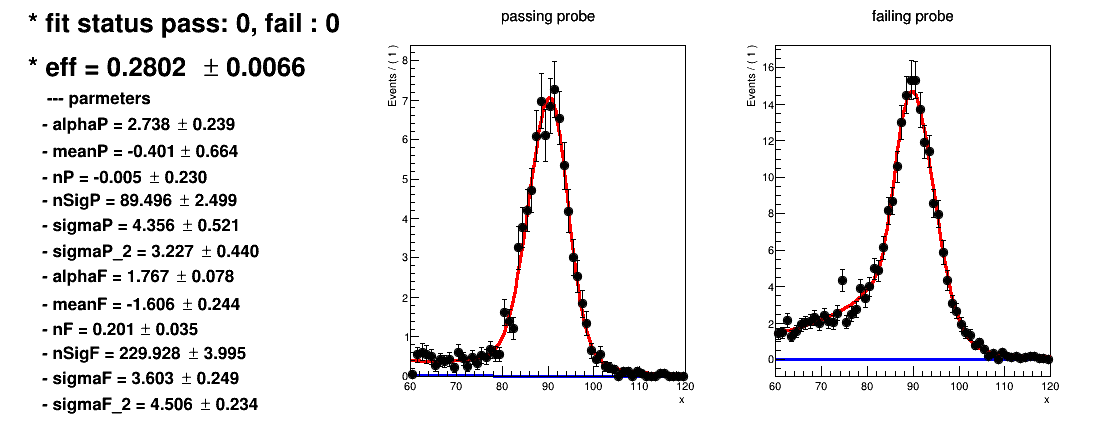 * fit status pass: 0, fail : 0
* eff = 0.2802 ± 0.0066
--- parmeters
- alphaP = 2.738 ± 0.239
- meanP = -0.401 ± 0.664
- nP = -0.005 ± 0.230
- nSigP = 89.496 ± 2.499
- sigmaP = 4.356 ± 0.521
- sigmaP_2 = 3.227 ± 0.440
- alphaF = 1.767 ± 0.078
- meanF = -1.606 ± 0.244
- nF = 0.201 ± 0.035
- nSigF = 229.928 ± 3.995
- sigmaF = 3.603 ± 0.249
- sigmaF_2 = 4.506 ± 0.234
passing probe
Events / ( 1 )
8
7
6
5
4
3
2
1
0
60 70 80 90 100 110 120
x
failing probe
Events / ( 1 )
16
14
12
10
8
6
4
2
0
60 70 80 90 100 110 120
x